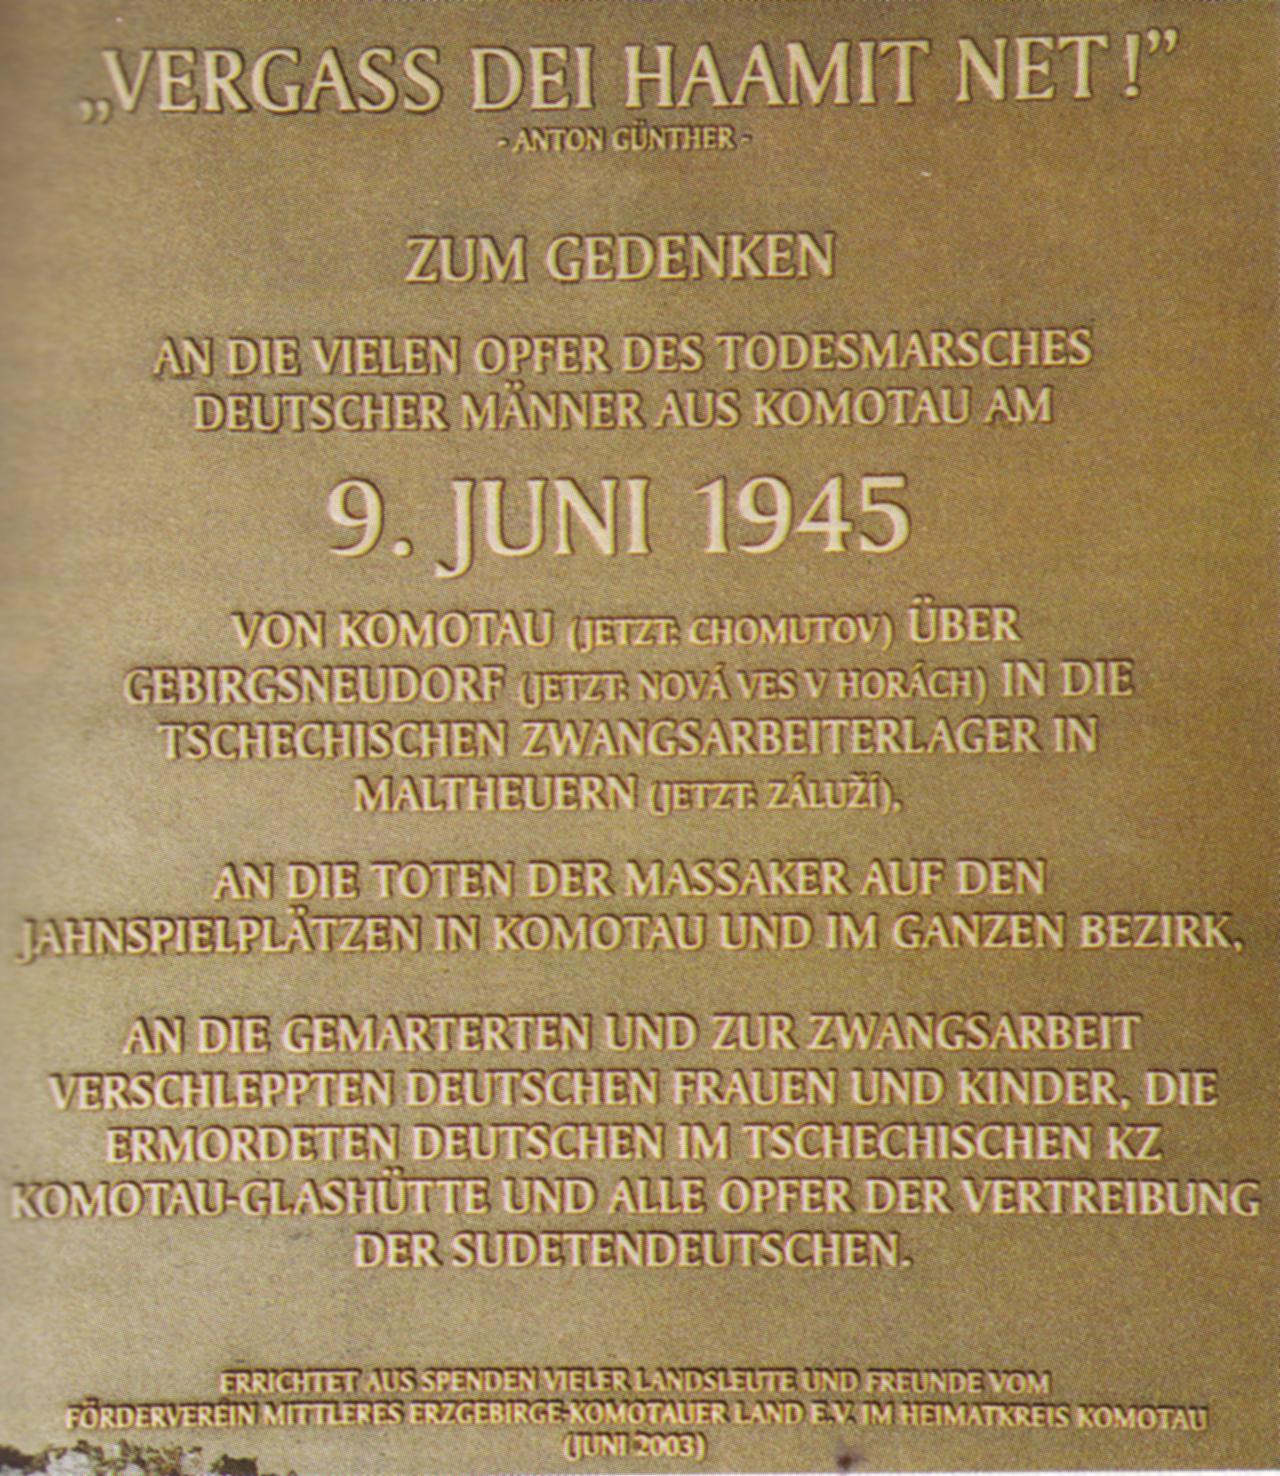 „VERGASS DEI HAAMIT NET!”
- ANTON GÜNTHER -
ZUM GEDENKEN
AN DIE VIELEN OPFER DES TODESMARSCHES
DEUTSCHER MÄNNER AUS KOMOTAU AM
9. JUNI 1945
VON KOMOTAU (JETZT: CHOMUTOV) ÜBER
GEBIRGSNEUDORF (JETZT: NOVÁ VES V HORÁCH) IN DIE
TSCHECHISCHEN ZWANGSARBEITERLAGER IN
MALTHEUERN (JETZT: ZÁLUŽÍ),
AN DIE TOTEN DER MASSAKER AUF DEN
JAHNSPIELPLÄTZEN IN KOMOTAU UND IM GANZEN BEZIRK,
AN DIE GEMARTERTEN UND ZUR ZWANGSARBEIT
VERSCHLEPPTEN DEUTSCHEN FRAUEN UND KINDER, DIE
ERMORDETEN DEUTSCHEN IM TSCHECHISCHEN KZ
KOMOTAU-GLASHÜTTE UND ALLE OPFER DER VERTREIBUNG
DER SUDETENDEUTSCHEN.
ERRICHTET AUS SPENDEN VIELER LANDSLEUTE UND FREUNDE VOM
FÖRDERVEREIN MITTLERES ERZGEBIRGE-KOMOTAUER LAND E.V. IM HEIMATKREIS KOMOTAU
(JUNI 2003)